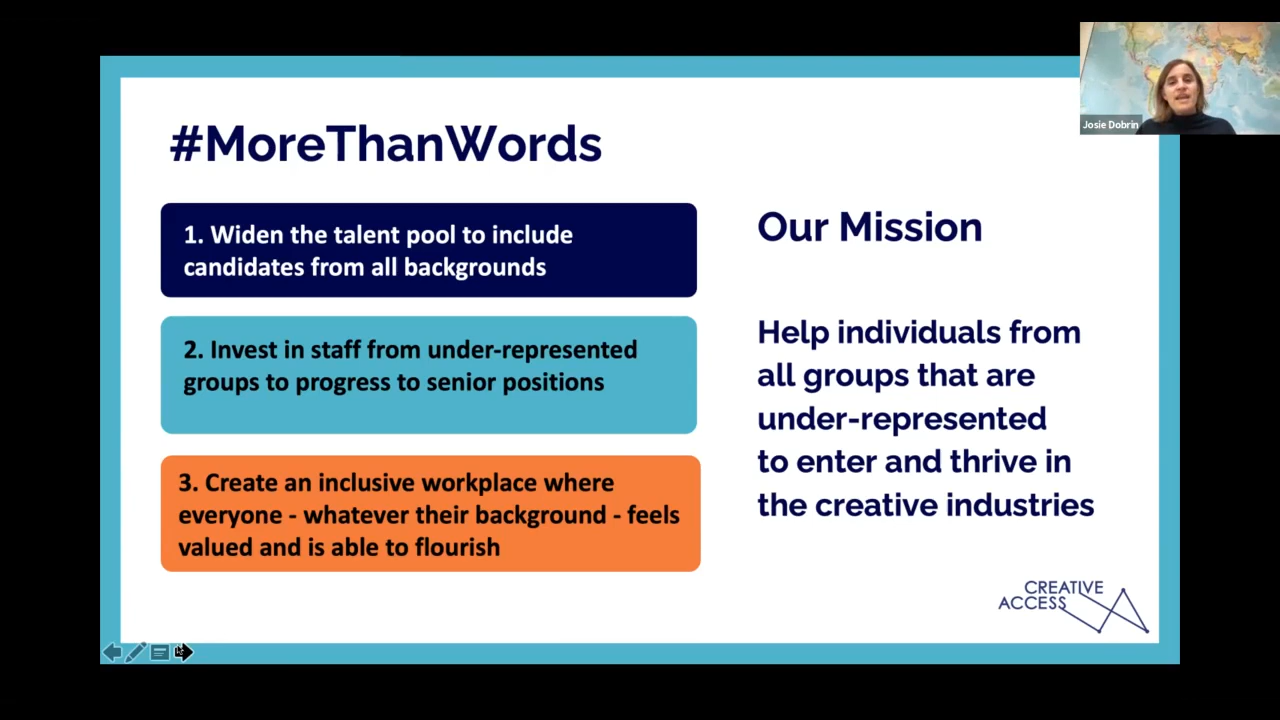 #MoreThanWords
1. Widen the talent pool to include
candidates from all backgrounds
2. Invest in staff from under-represented
groups to progress to senior positions
3. Create an inclusive workplace where
everyone - whatever their background - feels
valued and is able to flourish
Our Mission
Help individuals from
all groups that are
under-represented
to enter and thrive in
the creative industries
CREATIVE
ACCESS
Josie Dobrin